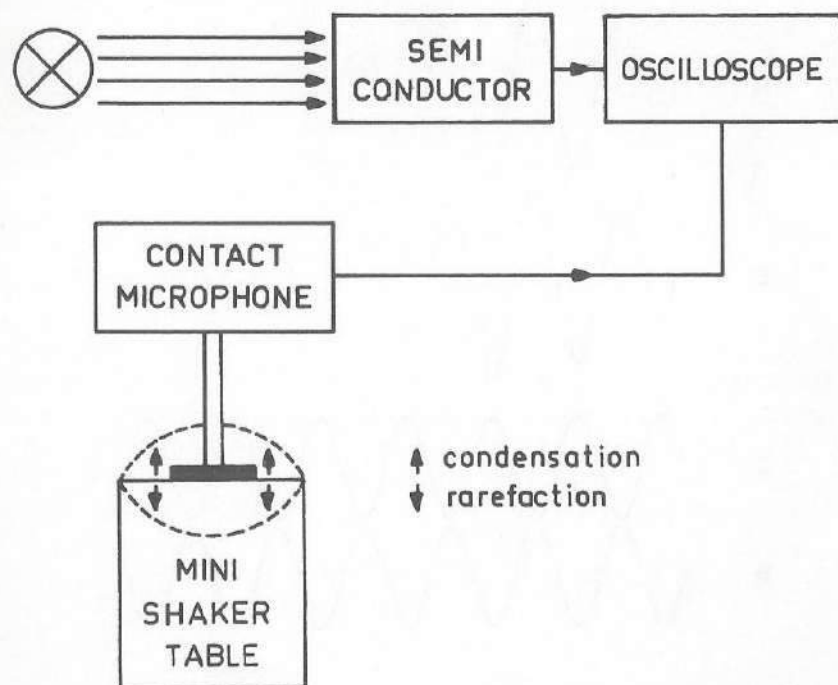 SEMI
CONDUCTOR
OSCILLOSCOPE
CONTACT
MICROPHONE
condensation
rarefaction
MINI
SHAKER
TABLE